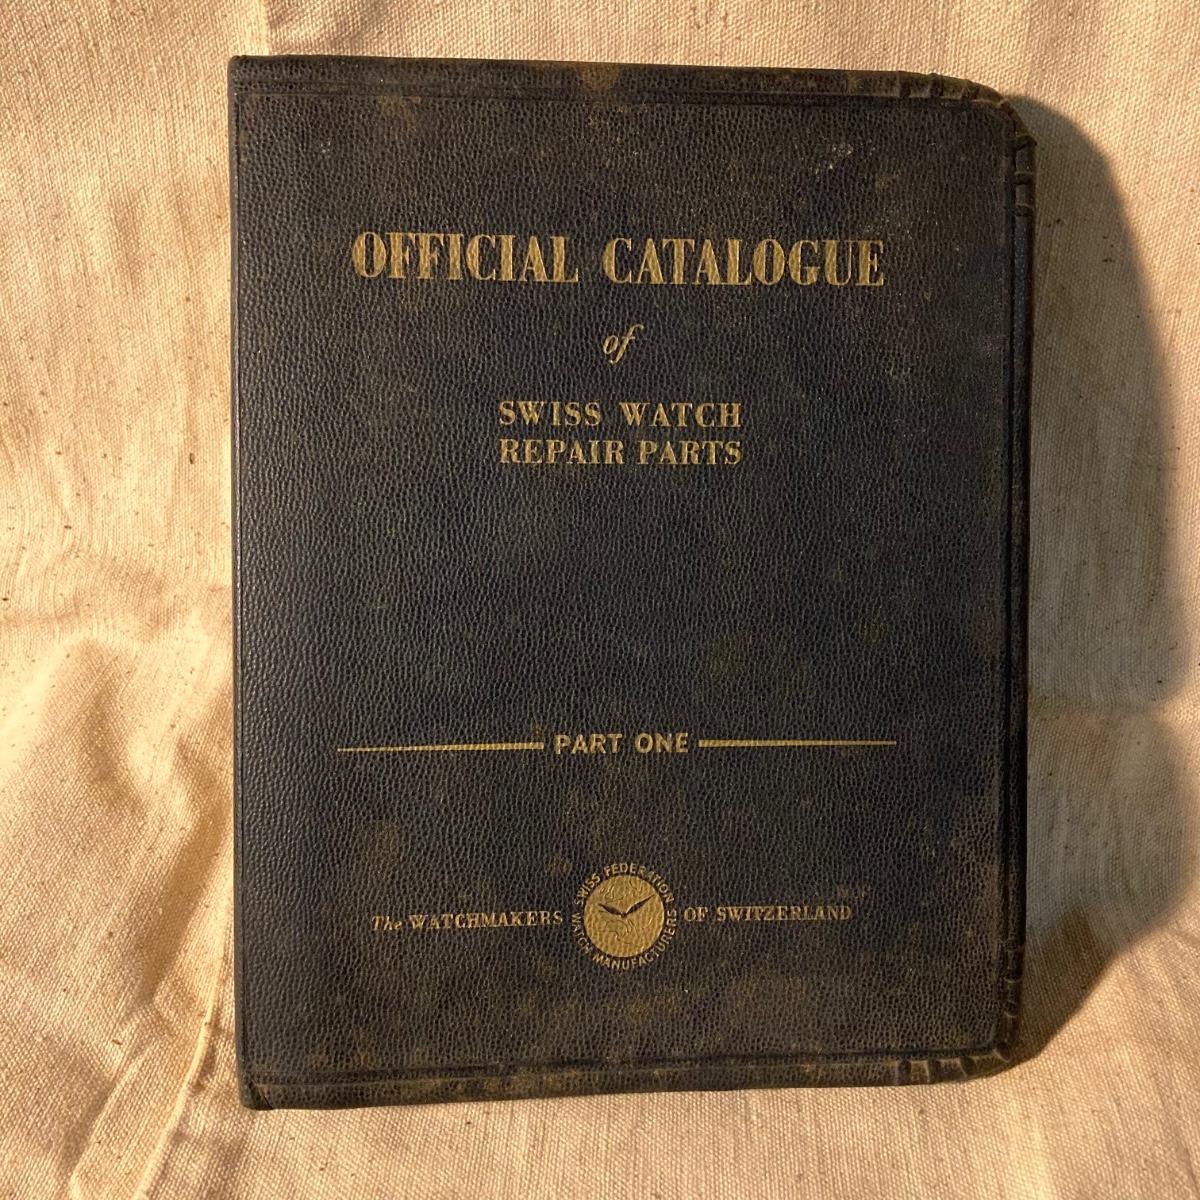 OFFICIAL CATALOGUE
of
SWISS WATCH
REPAIR PARTS
PART ONE
The WATCHMAKERS OF SWITZERLAND
SWISS FEDERATION WATCH MANUFACTURERS